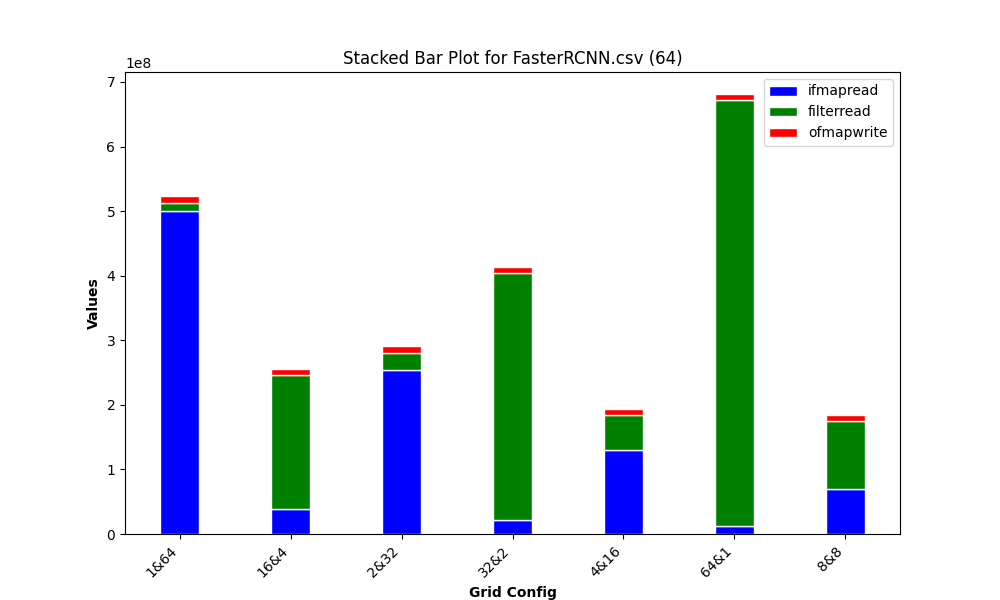 Stacked Bar Plot for FasterRCNN.csv (64)
1e8
7
6
5
4
3
2
1
0
Values
ifmapread
filterread
ofmapwrite
1&64
16&4
2&32
32&2
4&16
64&1
8&8
Grid Config